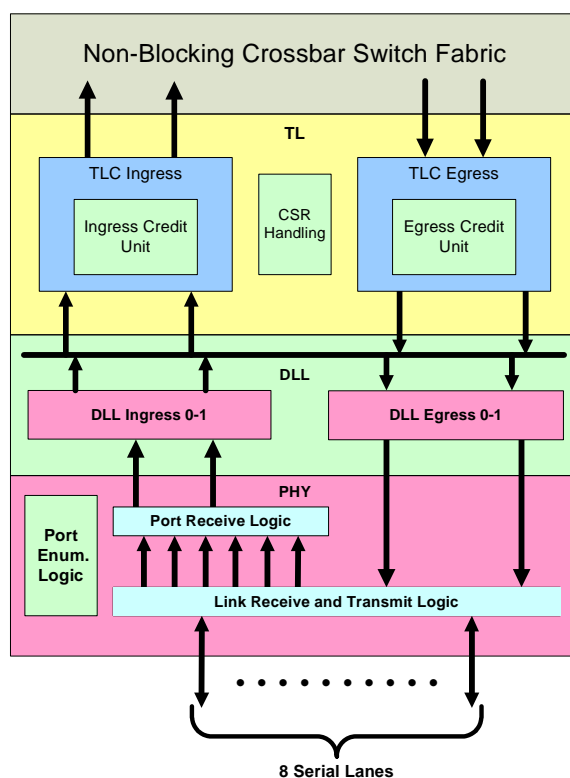 Non-Blocking Crossbar Switch Fabric
TL
TLC Ingress
Ingress Credit
Unit
CSR
Handling
TLC Egress
Egress Credit
Unit
DLL
DLL Ingress 0-1
DLL Egress 0-1
PHY
Port
Enum.
Logic
Port Receive Logic
Link Receive and Transmit Logic
8 Serial Lanes